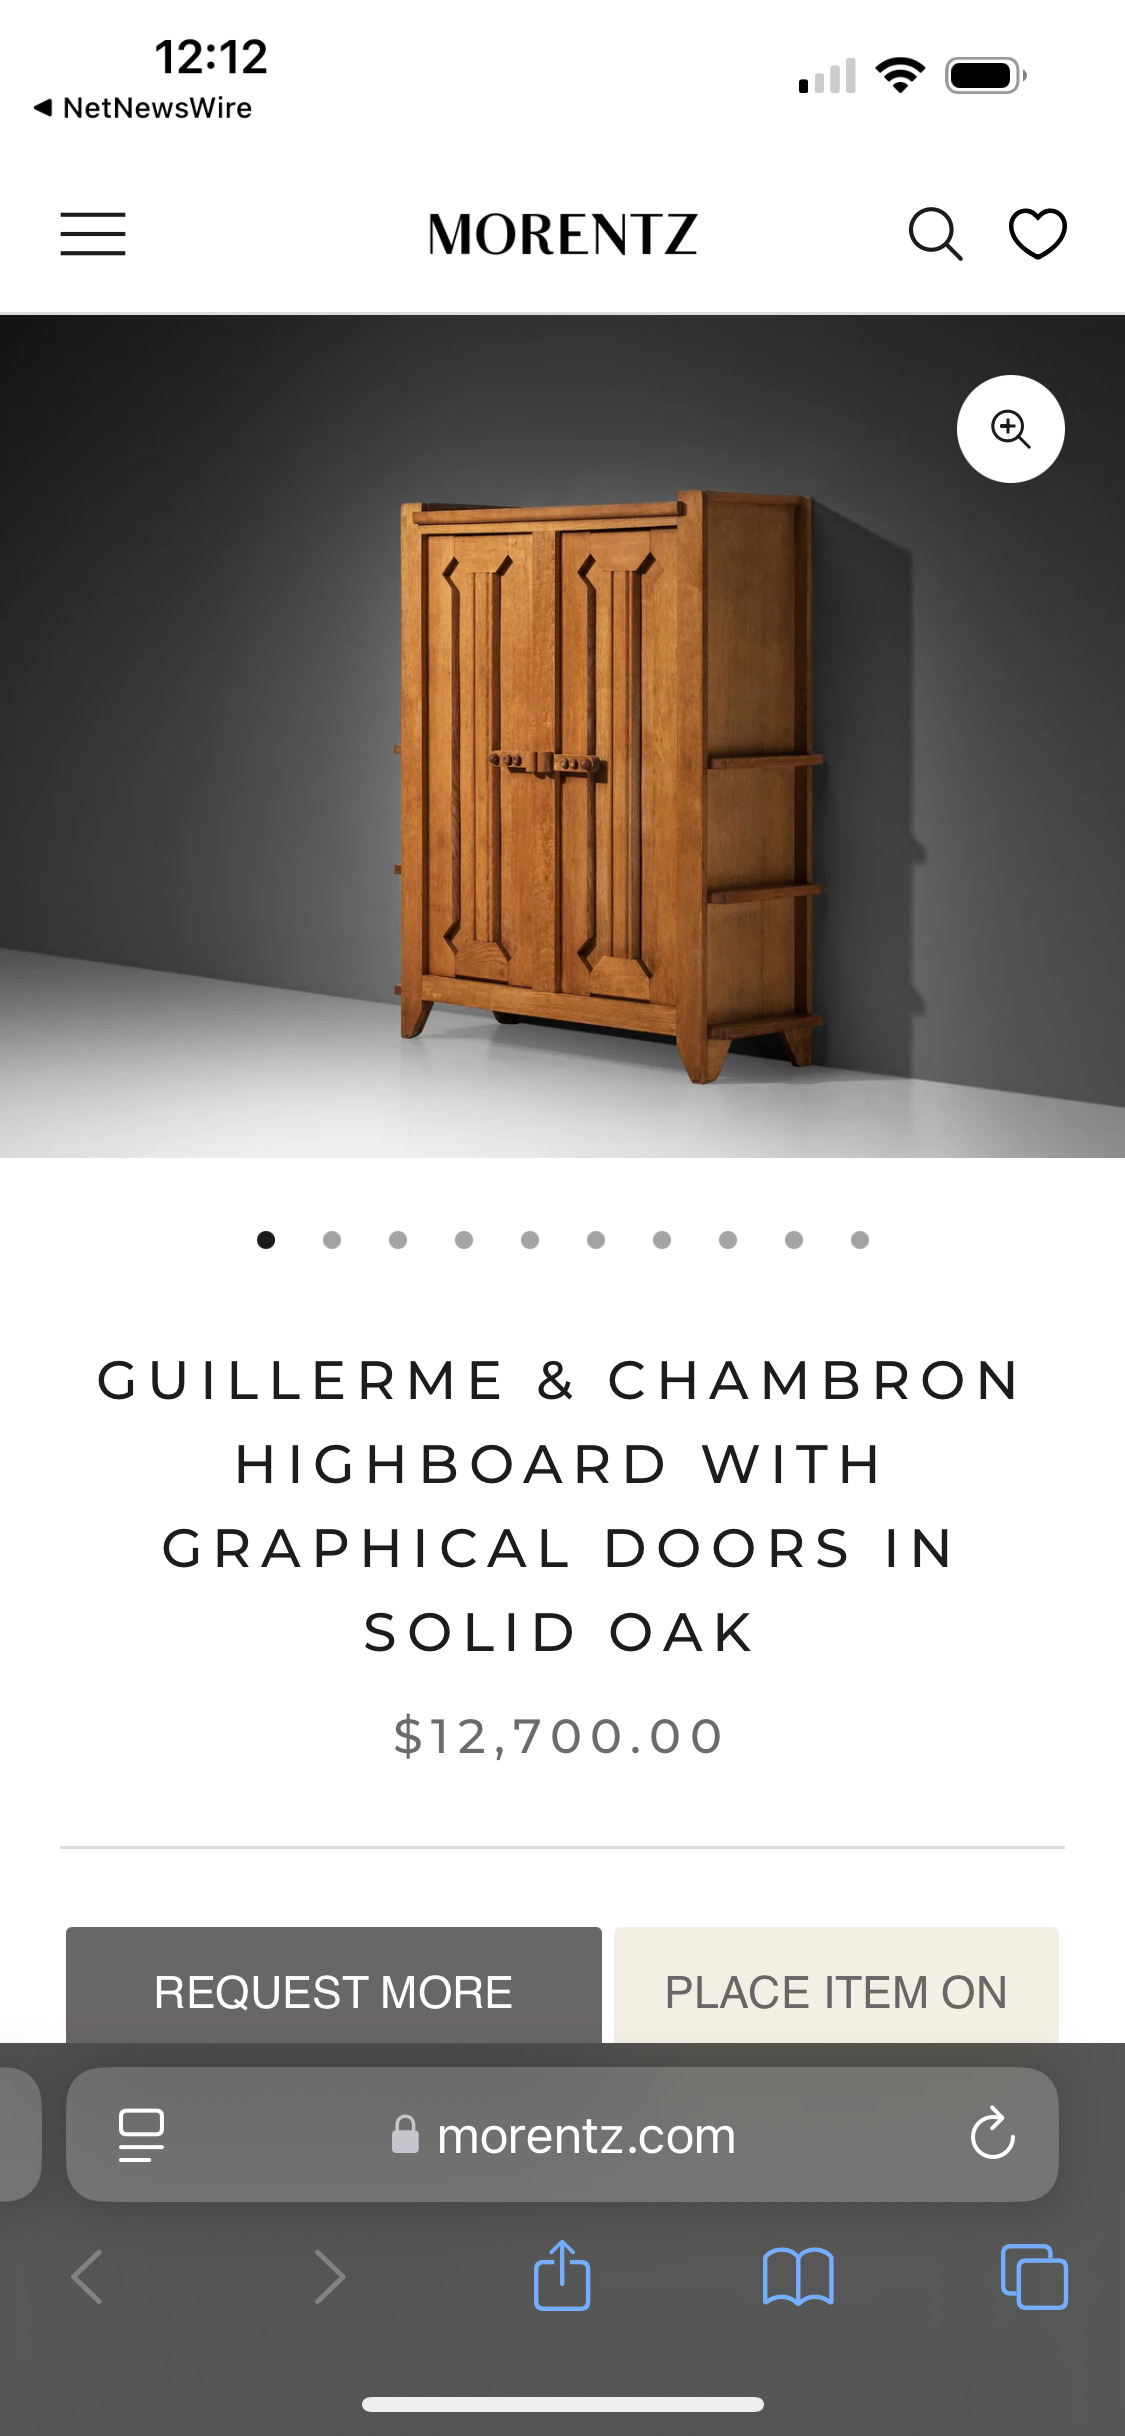 12:12
◀ NetNewsWire
MORENTZ
GUILLERME & CHAMBRON
HIGHBOARD WITH
GRAPHICAL DOORS IN
SOLID OAK
$12,700.00
REQUEST MORE
PLACE ITEM ON
morentz.com